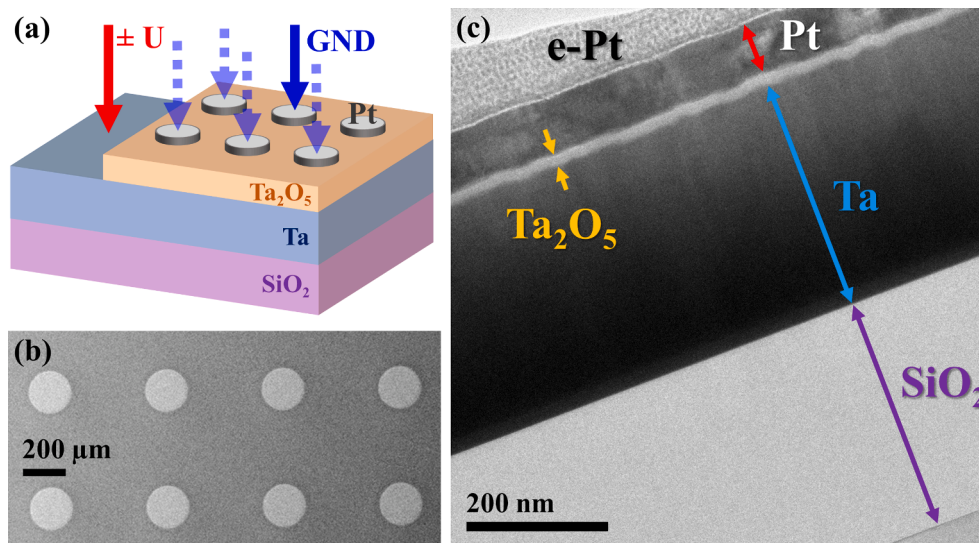 (a)
± U
GND
Pt
Ta₂O₅
Ta
SiO₂
(b)
200 µm
(c)
e-Pt
Pt
Ta₂O₅
Ta
SiO₂
200 nm